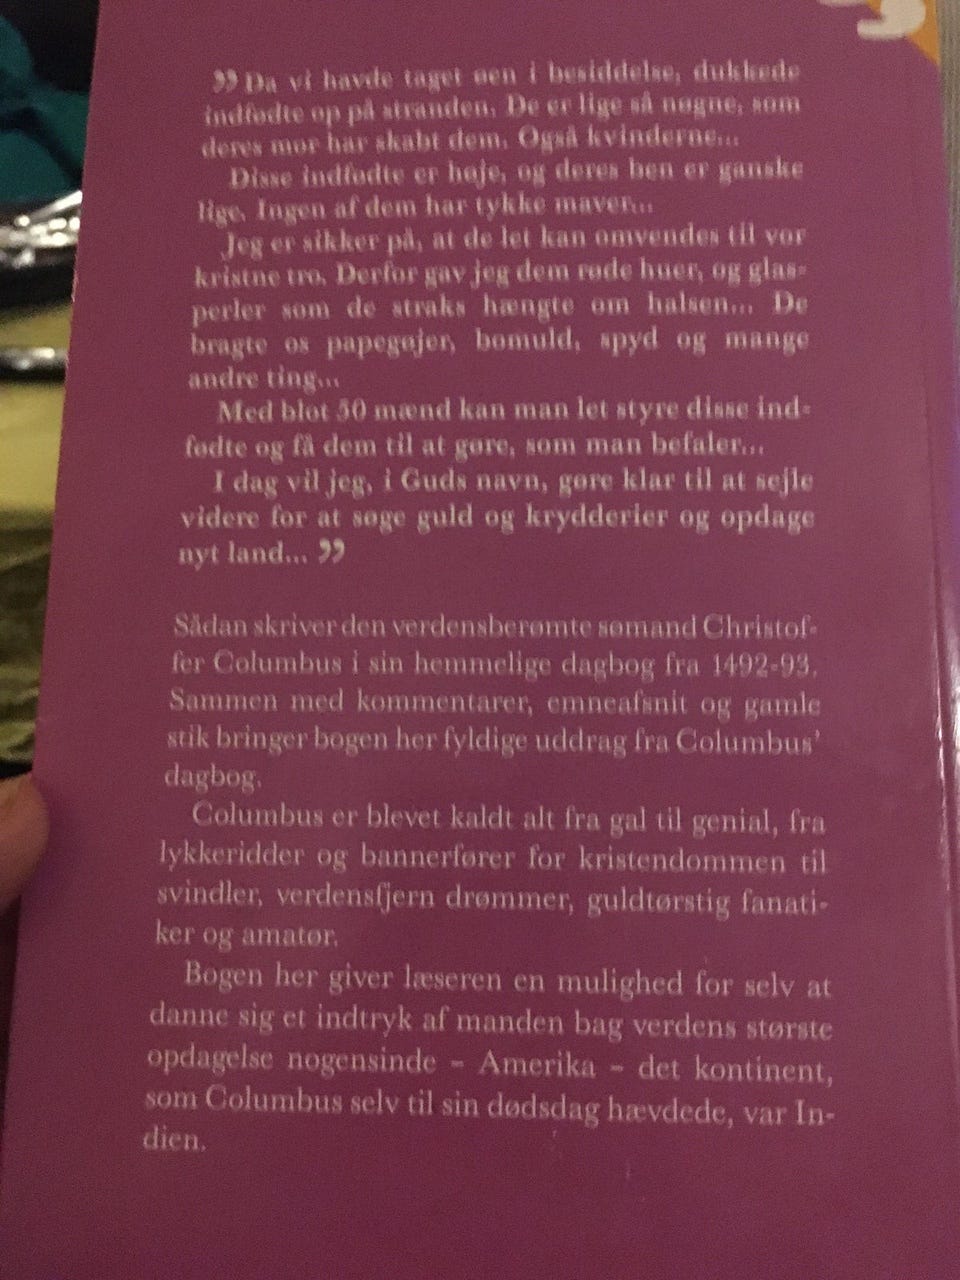 ” Da vi havde taget øen i besiddelse, dukkede
indfødte op på stranden. De er lige så nøgne, som
deres mor har skabt dem. Også kvinderne...
Disse indfødte er høje, og deres ben er ganske
lige. Ingen af dem har tykke maver...
Jeg er sikker på, at de let kan omvendes til vor
kristne tro. Derfor gav jeg dem røde huer, og glas-
perler som de straks hængte om halsen... De
bragte os papegøjer, bomuld, spyd og mange
andre ting...
Med blot 50 mænd kan man let styre disse ind-
fødte og få dem til at gøre, som man befaler...
I dag vil jeg, i Guds navn, gøre klar til at sejle
videre for at søge guld og krydderier og opdage
nyt land... ”
Sådan skriver den verdensberømte sømand Christof-
fer Columbus i sin hemmelige dagbog fra 1492-93.
Sammen med kommentarer, emneafsnit og gamle
stik bringer bogen her fyldige uddrag fra Columbus’
dagbog.
Columbus er blevet kaldt alt fra gal til genial, fra
lykkeridder og bannerfører for kristendommen til
svindler, verdensfjern drømmer, guldtørstig fanati-
ker og amatør.
Bogen her giver læseren en mulighed for selv at
danne sig et indtryk af manden bag verdens største
opdagelse nogensinde – Amerika – det kontinent,
som Columbus selv til sin dødsdag hævdede, var In-
dien.